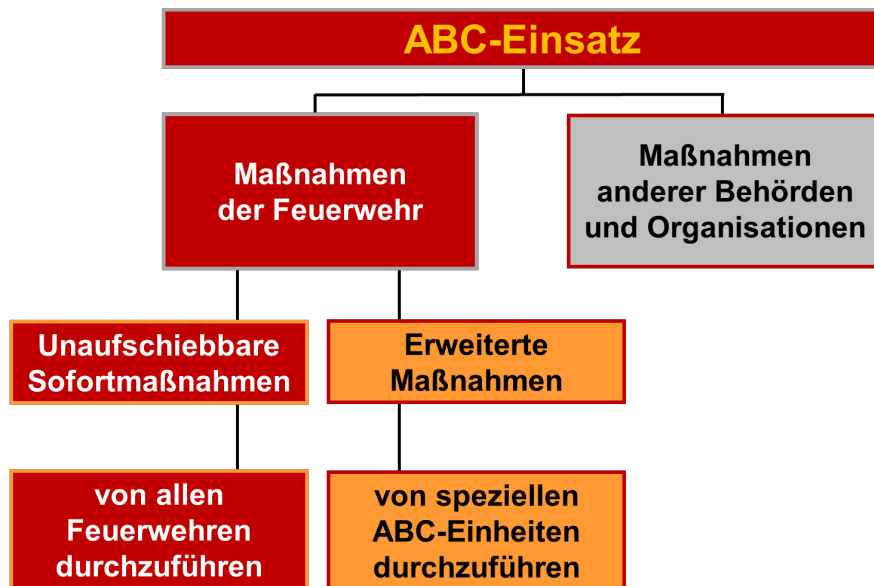 ABC-Einsatz
Maßnahmen
der Feuerwehr
Maßnahmen
anderer Behörden
und Organisationen
Unaufschiebbare
Sofortmaßnahmen
Erweiterte
Maßnahmen
von allen
Feuerwehren
durchzuführen
von speziellen
ABC-Einheiten
durchzuführen